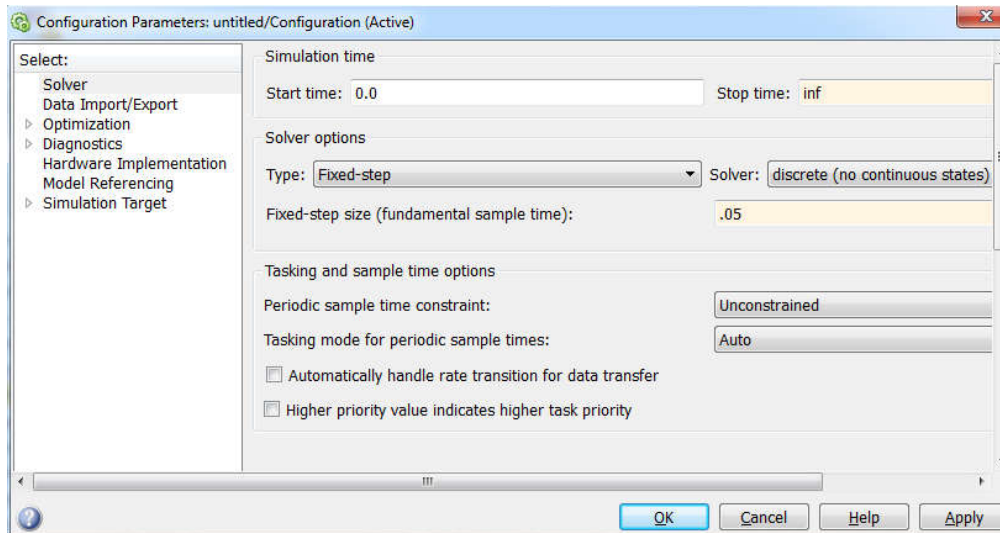 Configuration Parameters: untitled/Configuration (Active)
Select:
Solver
Data Import/Export
Optimization
Diagnostics
Hardware Implementation
Model Referencing
Simulation Target
Simulation time
Start time: 0.0 Stop time: inf
Solver options
Type: Fixed-step Solver: discrete (no continuous states)
Fixed-step size (fundamental sample time): .05
Tasking and sample time options
Periodic sample time constraint: Unconstrained
Tasking mode for periodic sample times: Auto
Automatically handle rate transition for data transfer
Higher priority value indicates higher task priority
OK Cancel Help Apply